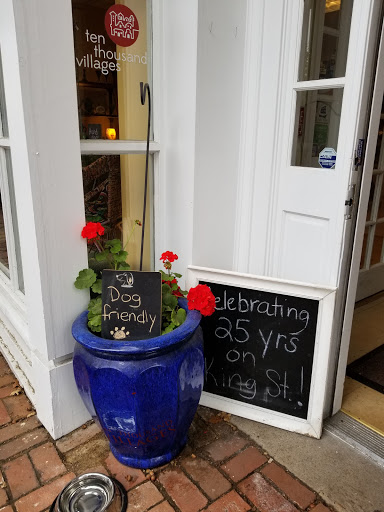 ten
thousand
villages
Dog
friendly
Celebrating
25 yrs
on
King St.!